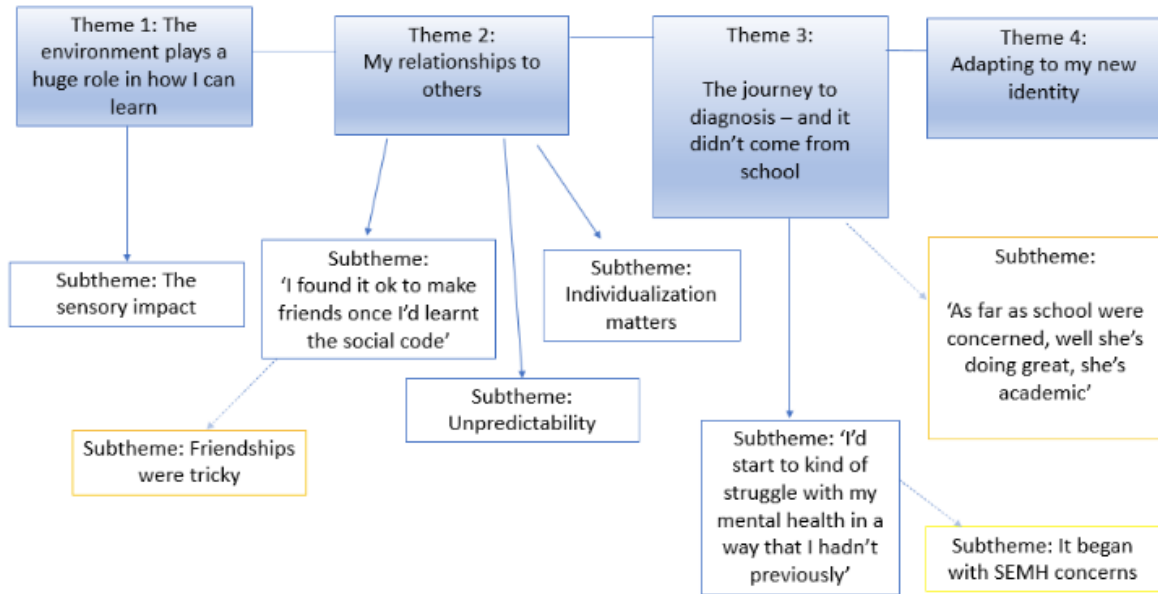 Theme 1: The
environment plays a
huge role in how I can
learn
Theme 2:
My relationships to
others
Theme 3:
The journey to
diagnosis – and it
didn’t come from
school
Theme 4:
Adapting to my new
identity
Subtheme: The
sensory impact
Subtheme:
‘I found it ok to make
friends once I’d learnt
the social code’
Subtheme:
Individualization
matters
Subtheme:
‘As far as school were
concerned, well she’s
doing great, she’s
academic’
Subtheme: Friendships
were tricky
Subtheme:
Unpredictability
Subtheme: ‘I’d
start to kind of
struggle with my
mental health in a
way that I hadn’t
previously’
Subtheme: It began
with SEMH concerns